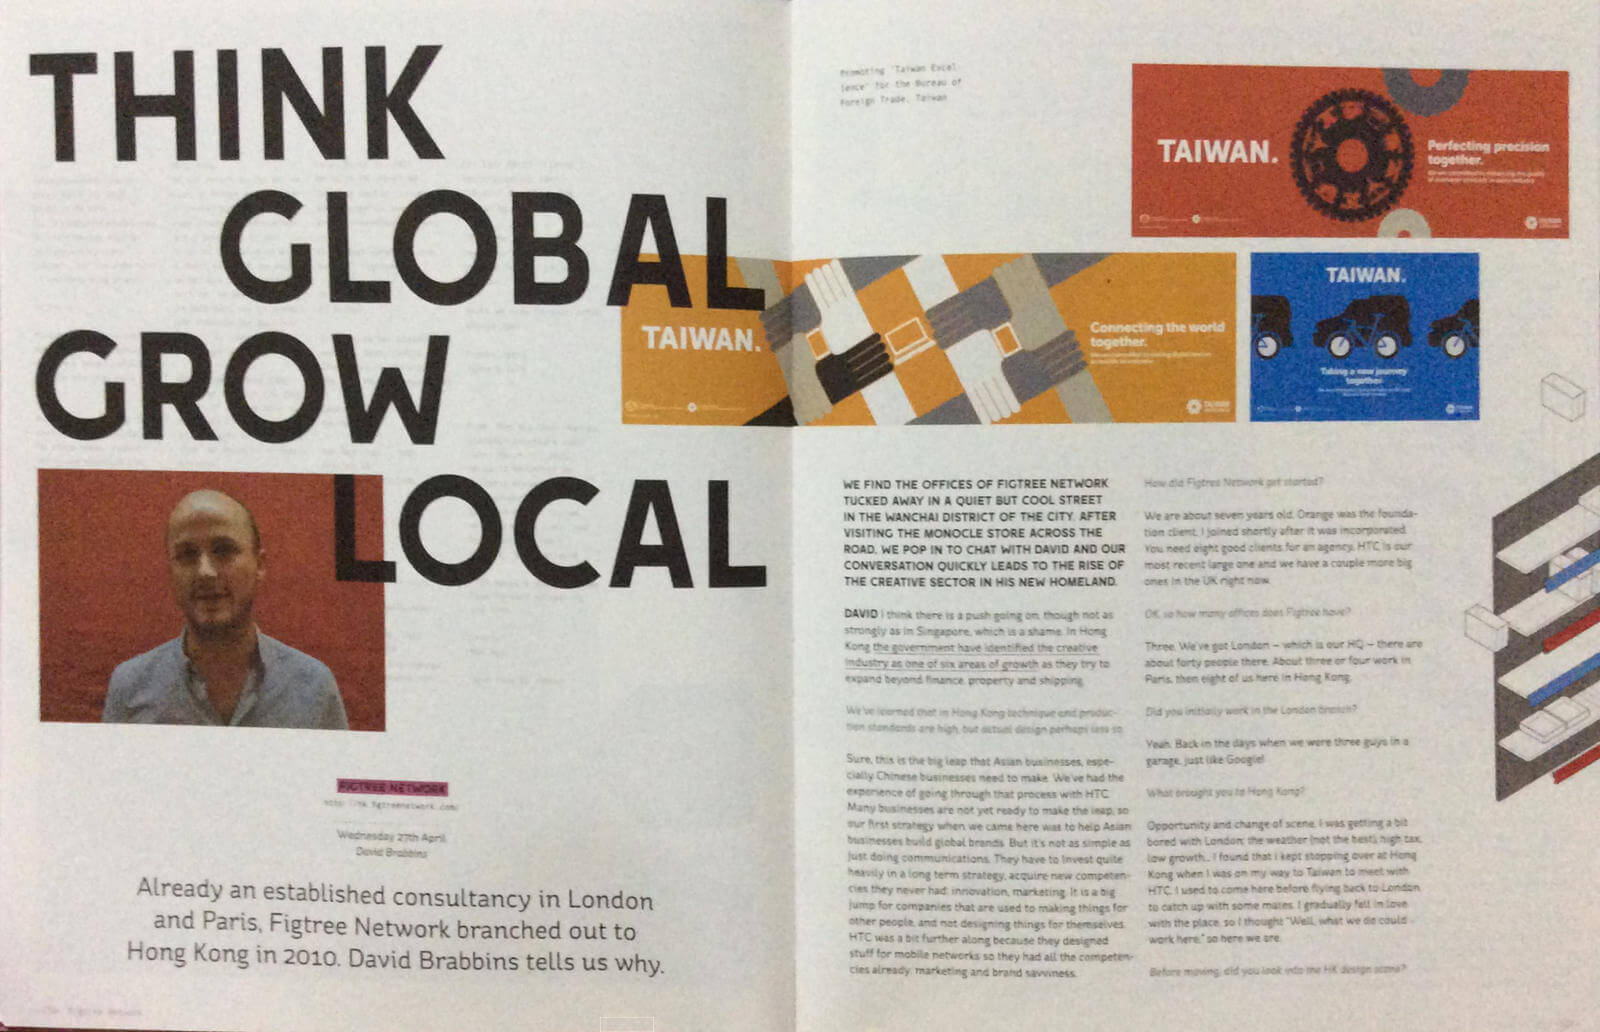 THINK
GLOBAL
GROW
LOCAL
FIGTREE NETWORK
Wednesday 27th April
David Brabbins
Already an established consultancy in London
and Paris, Figtree Network branched out to
Hong Kong in 2010. David Brabbins tells us why.
Promoting 'Taiwan Excel-
lence' for the Bureau of
Foreign Trade, Taiwan
TAIWAN.
Perfecting precision
together.
TAIWAN.
Connecting the world
together.
TAIWAN.
Taking a new journey
together.
WE FIND THE OFFICES OF FIGTREE NETWORK
TUCKED AWAY IN A QUIET BUT COOL STREET
IN THE WANCHAI DISTRICT OF THE CITY. AFTER
VISITING THE MONOCLE STORE ACROSS THE
ROAD, WE POP IN TO CHAT WITH DAVID AND OUR
CONVERSATION QUICKLY LEADS TO THE RISE OF
THE CREATIVE SECTOR IN HIS NEW HOMELAND.
DAVID I think there is a push going on, though not as
strongly as in Singapore, which is a shame. In Hong
Kong the government have identified the creative
industry as one of six areas of growth as they try to
expand beyond finance, property and shipping.
We've learned that in Hong Kong technique and produc-
tion standards are high, but actual design perhaps less so.
Sure, this is the big leap that Asian businesses, espe-
cially Chinese businesses need to make. We've had the
experience of going through that process with HTC.
Many businesses are not yet ready to make the leap, so
our first strategy when we came here was to help Asian
businesses build global brands. But it's not as simple as
just doing communications. They have to invest quite
heavily in a long term strategy, acquire new competen-
cies they never had: innovation, marketing. It is a big
jump for companies that are used to making things for
other people, and not designing things for themselves.
HTC was a bit further along because they designed
stuff for mobile networks so they had all the competen-
cies already: marketing and brand savviness.
How did Figtree Network get started?
We are about seven years old. Orange was the founda-
tion client. I joined shortly after it was incorporated.
You need eight good clients for an agency. HTC is our
most recent large one and we have a couple more big
ones in the UK right now.
OK, so how many offices does Figtree have?
Three. We've got London – which is our HQ – there are
about forty people there. About three or four work in
Paris, then eight of us here in Hong Kong.
Did you initially work in the London branch?
Yeah. Back in the days when we were three guys in a
garage, just like Google!
What brought you to Hong Kong?
Opportunity and change of scene. I was getting a bit
bored with London: the weather (not the best), high tax,
low growth... I found that I kept stopping over at Hong
Kong when I was on my way to Taiwan to meet with
HTC. I used to come here before flying back to London
to catch up with some mates. I gradually fell in love
with the place, so I thought "Well, what we do could
work here," so here we are.
Before moving, did you look into the HK design scene?